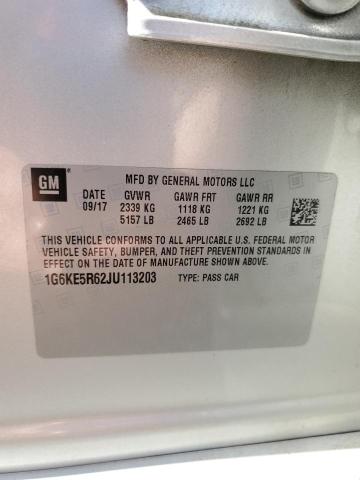 GM
MFD BY GENERAL MOTORS LLC
DATE GVWR GAWR FRT GAWR RR
09/17 2339 KG 1118 KG 1221 KG
5157 LB 2465 LB 2692 LB
THIS VEHICLE CONFORMS TO ALL APPLICABLE U.S. FEDERAL MOTOR
VEHICLE SAFETY, BUMPER, AND THEFT PREVENTION STANDARDS IN
EFFECT ON THE DATE OF MANUFACTURE SHOWN ABOVE.
1G6KE5R62JU113203 TYPE: PASS CAR